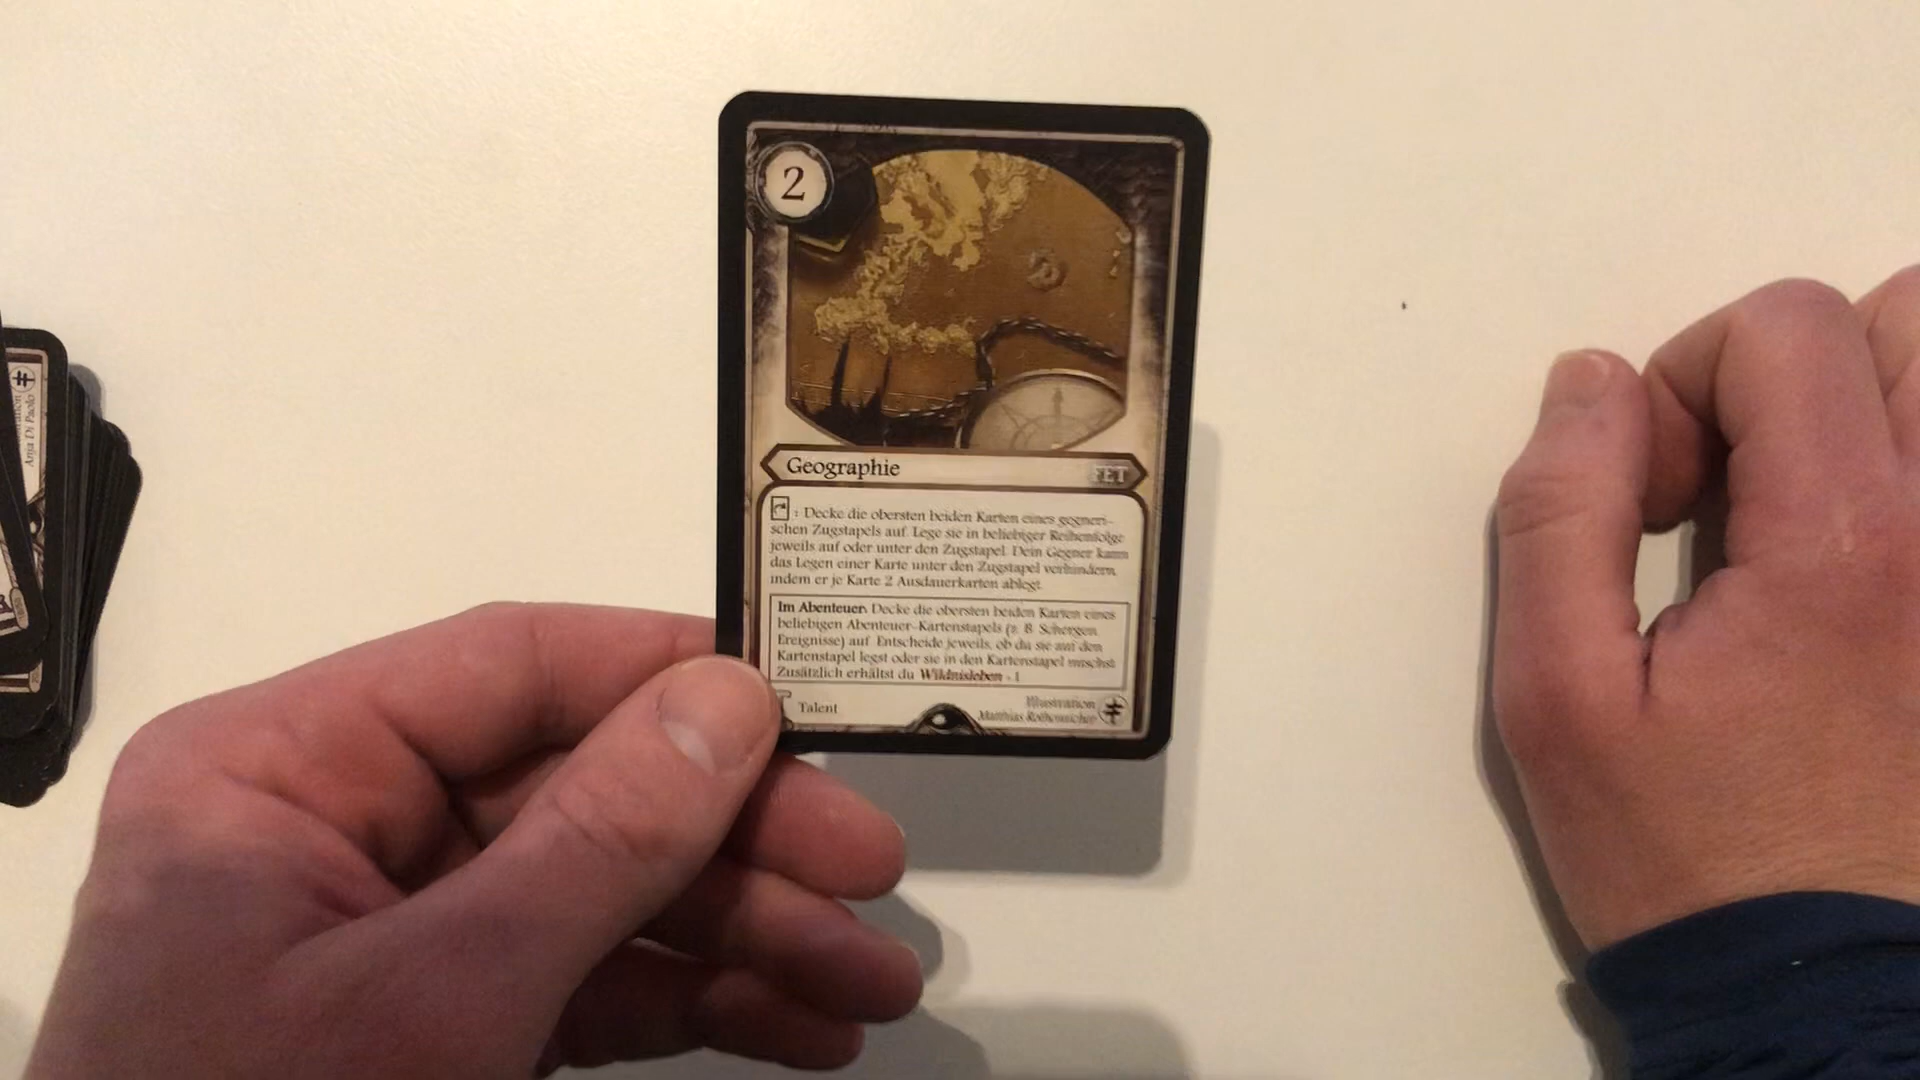 2
Geographie FET
: Decke die obersten beiden Karten eines gegneri-
schen Zugstapels auf. Lege sie in beliebiger Reihenfolge
jeweils auf oder unter den Zugstapel. Dein Gegner kann
das Legen einer Karte unter den Zugstapel verhindern,
indem er je Karte 2 Ausdauerkarten ablegt.
Im Abenteuer: Decke die obersten beiden Karten eines
beliebigen Abenteuer-Kartenstapels (z. B. Schergen,
Ereignisse) auf. Entscheide jeweils, ob du sie auf den
Kartenstapel legst oder sie in den Kartenstapel mischst.
Zusätzlich erhältst du Wildnisleben +1
Talent
Illustration
Matthias
Anja Di Paolo